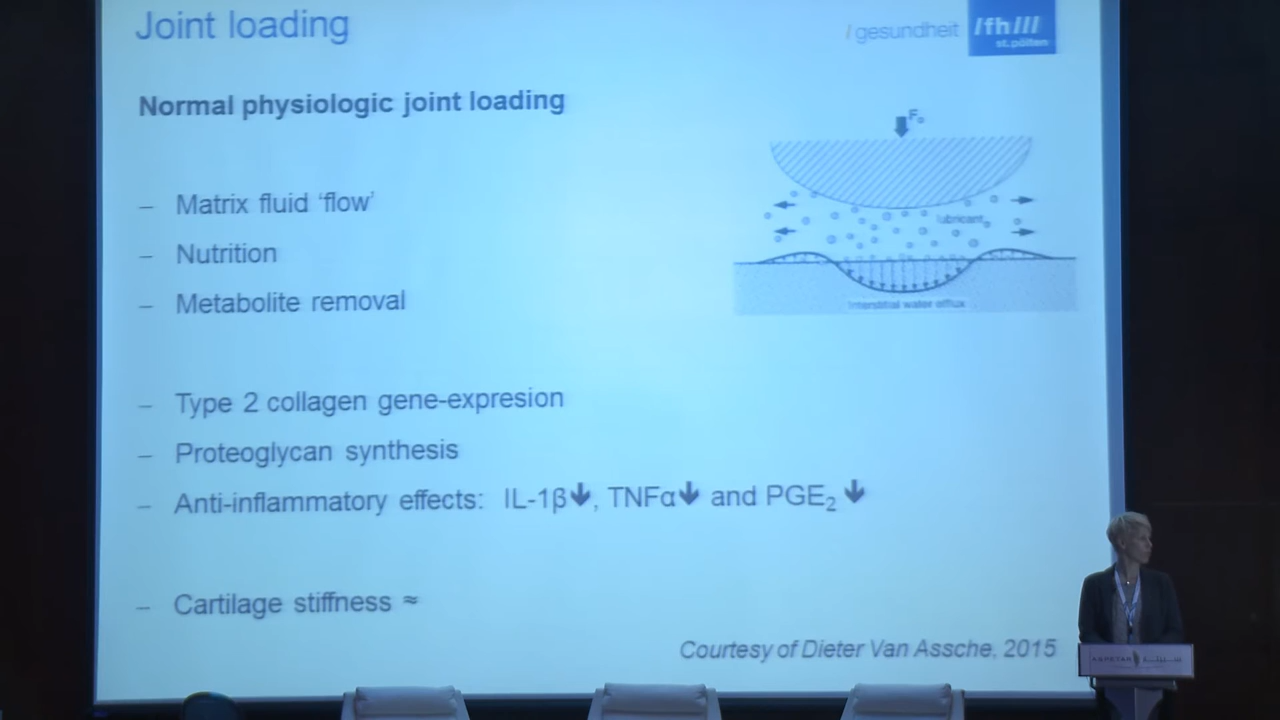 Joint loading
/ gesundheit
/fh///
st.pölten
Normal physiologic joint loading
F₀
– Matrix fluid ‘flow’
lubricant
– Nutrition
– Metabolite removal
Interstitial water efflux
– Type 2 collagen gene-expresion
– Proteoglycan synthesis
– Anti-inflammatory effects: IL-1β↓, TNFα↓ and PGE₂ ↓
– Cartilage stiffness ≈
Courtesy of Dieter Van Assche, 2015